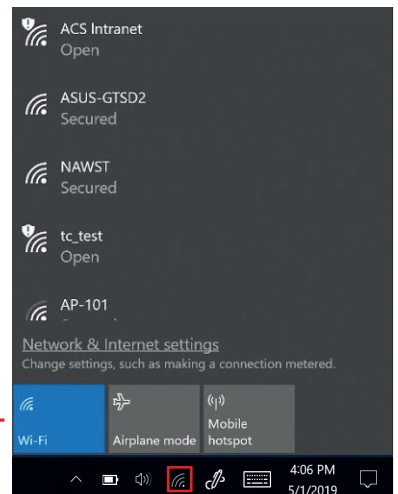 ACS Intranet
Open
ASUS-GTSD2
Secured
NAWST
Secured
tc_test
Open
AP-101
Network & Internet settings
Change settings, such as making a connection metered.
Wi-Fi
Airplane mode
Mobile
hotspot
4:06 PM
5/1/2019